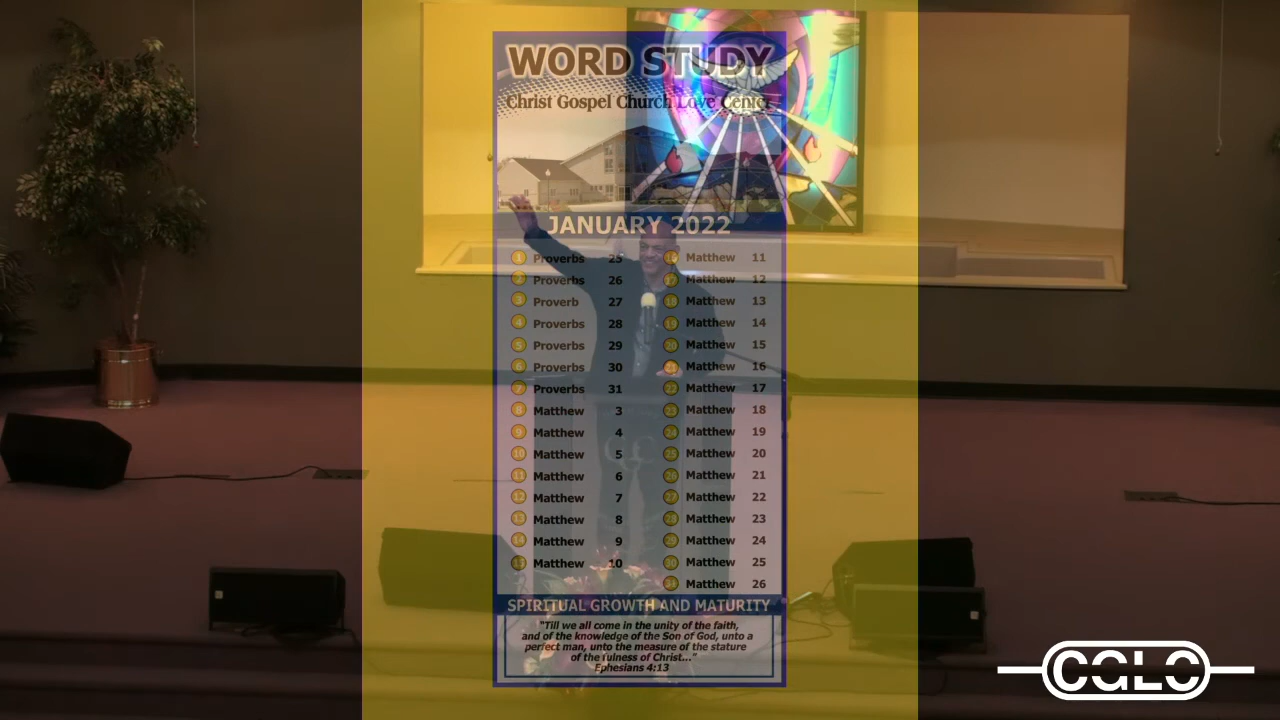 WORD STUDY
Christ Gospel Church Love Center
JANUARY 2022
1 Proverbs 25
2 Proverbs 26
3 Proverb 27
4 Proverbs 28
5 Proverbs 29
6 Proverbs 30
7 Proverbs 31
8 Matthew 3
9 Matthew 4
10 Matthew 5
11 Matthew 6
12 Matthew 7
13 Matthew 8
14 Matthew 9
15 Matthew 10
16 Matthew 11
17 Matthew 12
18 Matthew 13
19 Matthew 14
20 Matthew 15
21 Matthew 16
22 Matthew 17
23 Matthew 18
24 Matthew 19
25 Matthew 20
26 Matthew 21
27 Matthew 22
28 Matthew 23
29 Matthew 24
30 Matthew 25
31 Matthew 26
SPIRITUAL GROWTH AND MATURITY
"Till we all come in the unity of the faith,
and of the knowledge of the Son of God, unto a
perfect man, unto the measure of the stature
of the fulness of Christ..."
Ephesians 4:13
CGLC